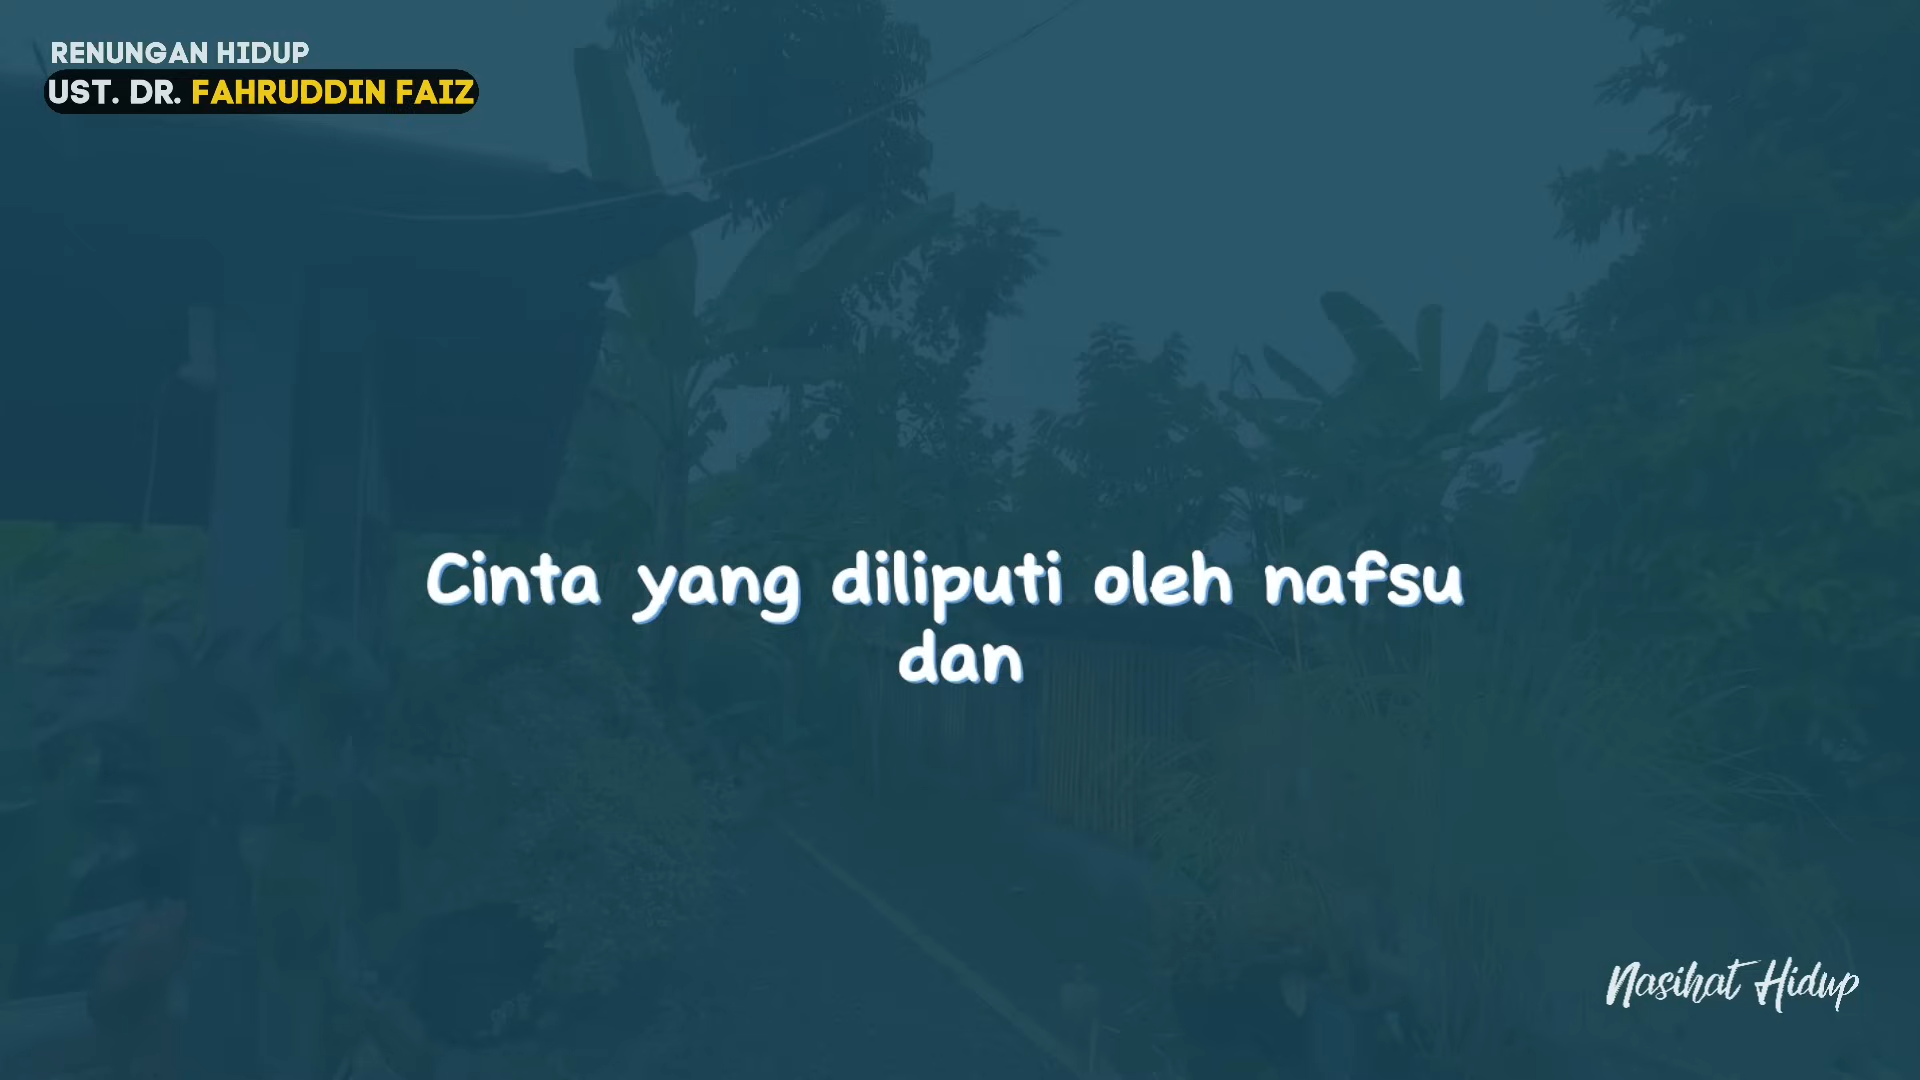 RENUNGAN HIDUP
UST. DR. FAHRUDDIN FAIZ
Cinta yang diliputi oleh nafsu
dan
Nasihat Hidup